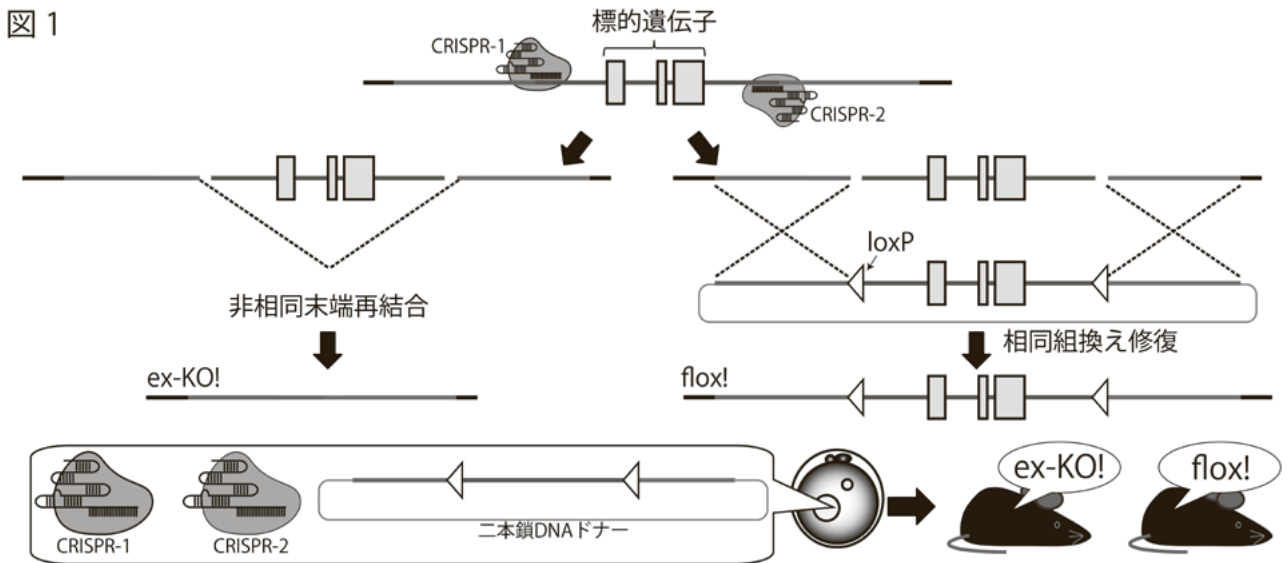 図 1
標的遺伝子
CRISPR-1
CRISPR-2
loxP
非相同末端再結合
相同組換え修復
ex-KO!
flox!
CRISPR-1
CRISPR-2
二本鎖DNAドナー
ex-KO!
flox!